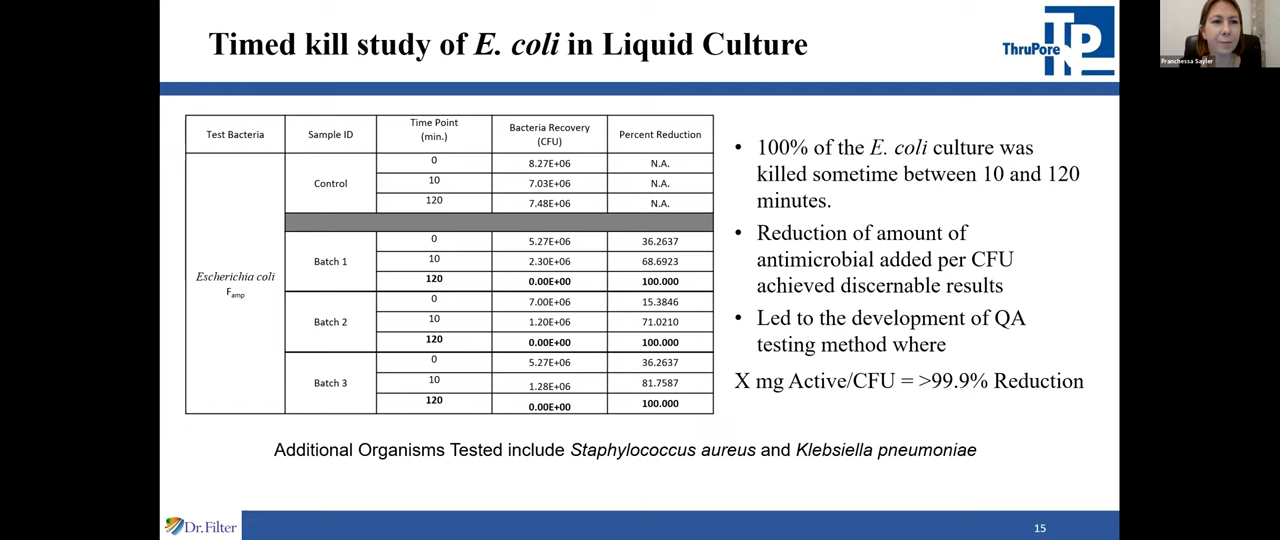 Timed kill study of E. coli in Liquid Culture
ThruPore
TPT
Franchessa Sayler
Test Bacteria Sample ID Time Point (min.) Bacteria Recovery (CFU) Percent Reduction
Escherichia coli
Famp
Control
0 8.27E+06 N.A.
10 7.03E+06 N.A.
120 7.48E+06 N.A.
Batch 1
0 5.27E+06 36.2637
10 2.30E+06 68.6923
120 0.00E+00 100.000
Batch 2
0 7.00E+06 15.3846
10 1.20E+06 71.0210
120 0.00E+00 100.000
Batch 3
0 5.27E+06 36.2637
10 1.28E+06 81.7587
120 0.00E+00 100.000
• 100% of the E. coli culture was
killed sometime between 10 and 120
minutes.
• Reduction of amount of
antimicrobial added per CFU
achieved discernable results
• Led to the development of QA
testing method where
X mg Active/CFU = >99.9% Reduction
Additional Organisms Tested include Staphylococcus aureus and Klebsiella pneumoniae
Dr.Filter
15